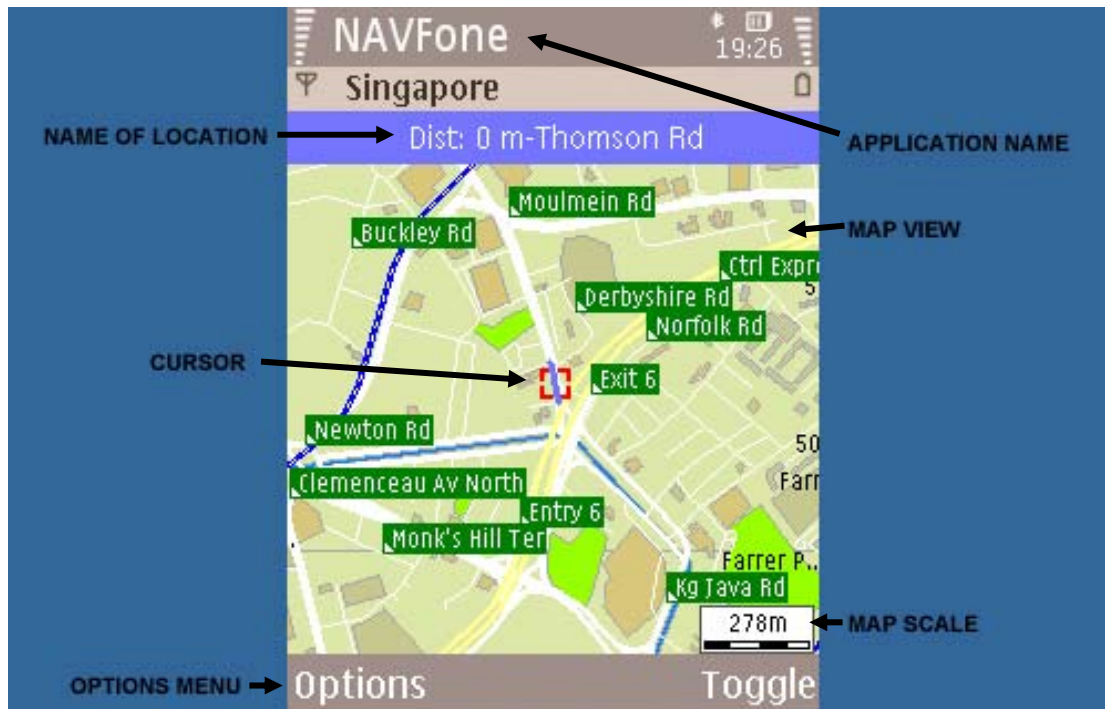 NAVFone
19:26
Singapore
NAME OF LOCATION
Dist: 0 m-Thomson Rd
APPLICATION NAME
Moulmein Rd
Buckley Rd
MAP VIEW
Ctrl Expr
5
Derbyshire Rd
Norfolk Rd
CURSOR
Exit 6
Newton Rd
50
Farr
Clemenceau Av North
Entry 6
Monk's Hill Ter
Farrer P..
Kg Java Rd
278m
MAP SCALE
OPTIONS MENU
Options
Toggle